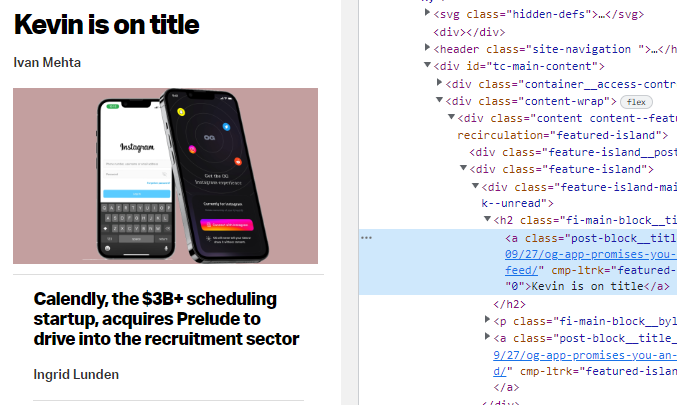 Kevin is on title
Ivan Mehta
Instagram
OG
Get the OG
Instagram experience
Calendly, the $3B+ scheduling
startup, acquires Prelude to
drive into the recruitment sector
Ingrid Lunden
<svg class="hidden-defs">…</svg>
<div></div>
<header class="site-navigation ">…</h
<div id="tc-main-content">
<div class="container__access-contr
<div class="content-wrap"> flex
<div class="content content--featu
recirculation="featured-island">
<div class="feature-island__post
<div class="feature-island">
<div class="feature-island-mai
k--unread">
<h2 class="fi-main-block__ti
<a class="post-block__titl
09/27/og-app-promises-you-
feed/" cmp-ltrk="featured-
"0">Kevin is on title</a>
</h2>
<p class="fi-main-block__byl
<a class="post-block__title_
9/27/og-app-promises-you-an-
d/" cmp-ltrk="featured-islan
</a>
</div>